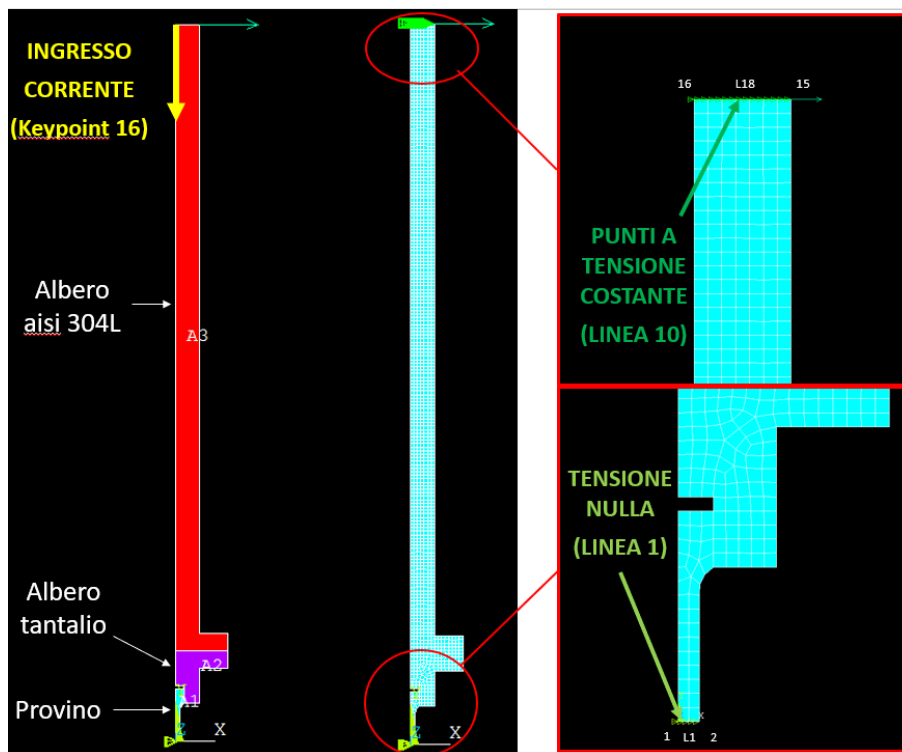 INGRESSO
CORRENTE
(Keypoint 16)
Albero
aisi 304L
A3
Albero
tantalio
A2
A1
Provino
Z
X
Z
X
16 L18 15
PUNTI A
TENSIONE
COSTANTE
(LINEA 10)
TENSIONE
NULLA
(LINEA 1)
X
1 L1 2